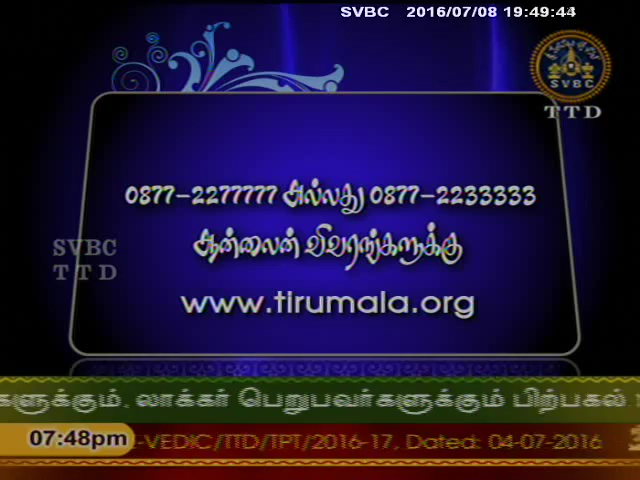 SVBC 2016/07/08 19:49:44
SVBC
TTD
0877-2277777 அல்லது 0877-2233333
ஆன்லைன் விவரங்களுக்கு
SVBC
TTD
www.tirumala.org
களுக்கும், லாக்கர் பெறுபவர்களுக்கும் பிற்பகல்
07:48pm
-VEDIC/TTD/TPT/2016-17, Dated: 04-07-2016